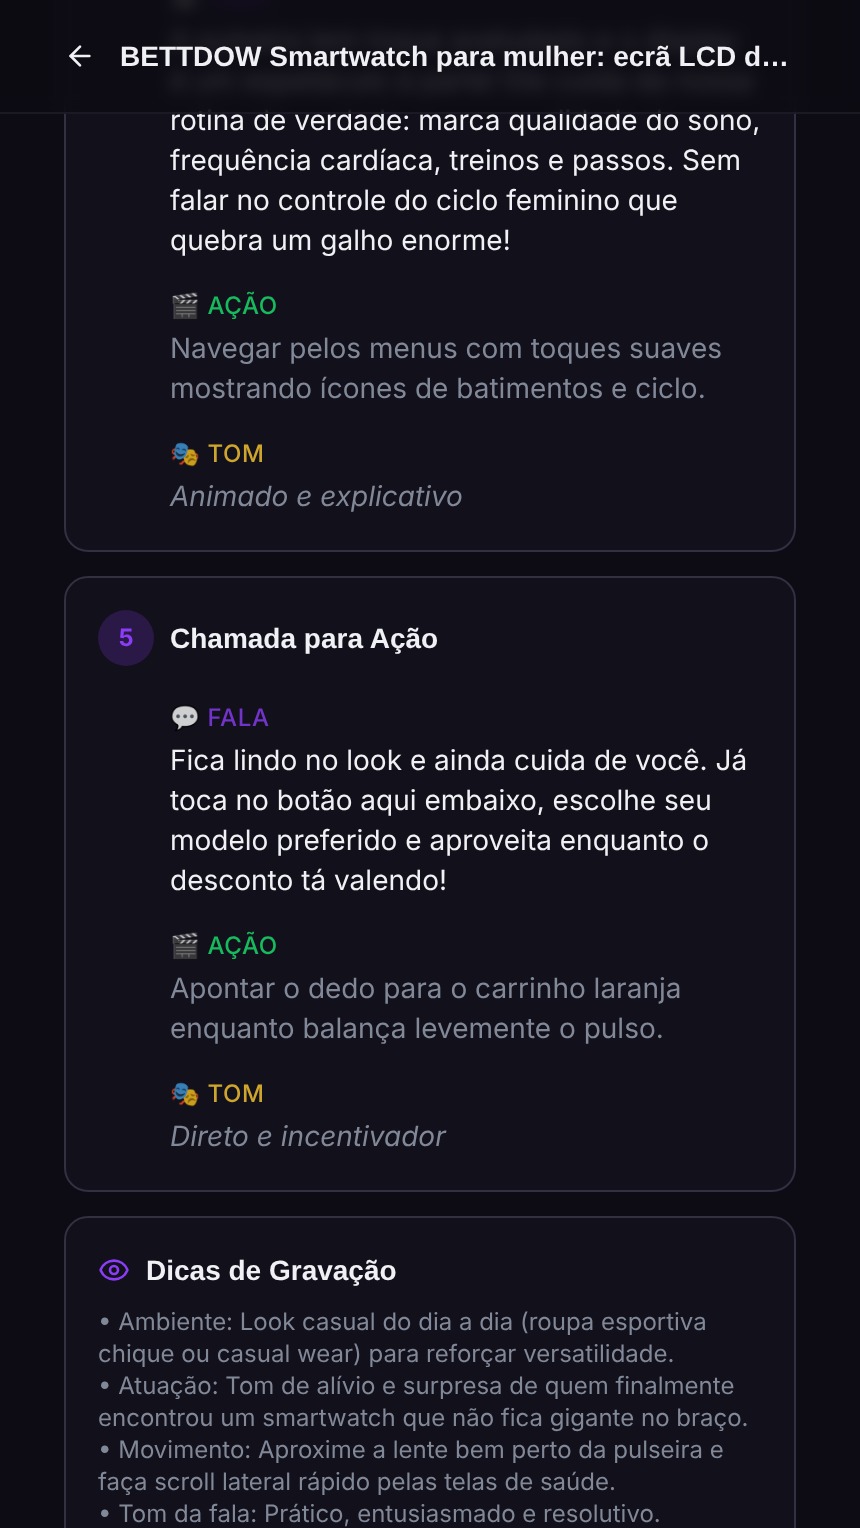 BETTDOW Smartwatch para mulher: ecrã LCD d...
rotina de verdade: marca qualidade do sono,
frequência cardíaca, treinos e passos. Sem
falar no controle do ciclo feminino que
quebra um galho enorme!
🎬 AÇÃO
Navegar pelos menus com toques suaves
mostrando ícones de batimentos e ciclo.
🎭 TOM
Animado e explicativo
5 Chamada para Ação
💬 FALA
Fica lindo no look e ainda cuida de você. Já
toca no botão aqui embaixo, escolhe seu
modelo preferido e aproveita enquanto o
desconto tá valendo!
🎬 AÇÃO
Apontar o dedo para o carrinho laranja
enquanto balança levemente o pulso.
🎭 TOM
Direto e incentivador
Dicas de Gravação
• Ambiente: Look casual do dia a dia (roupa esportiva
chique ou casual wear) para reforçar versatilidade.
• Atuação: Tom de alívio e surpresa de quem finalmente
encontrou um smartwatch que não fica gigante no braço.
• Movimento: Aproxime a lente bem perto da pulseira e
faça scroll lateral rápido pelas telas de saúde.
• Tom da fala: Prático, entusiasmado e resolutivo.